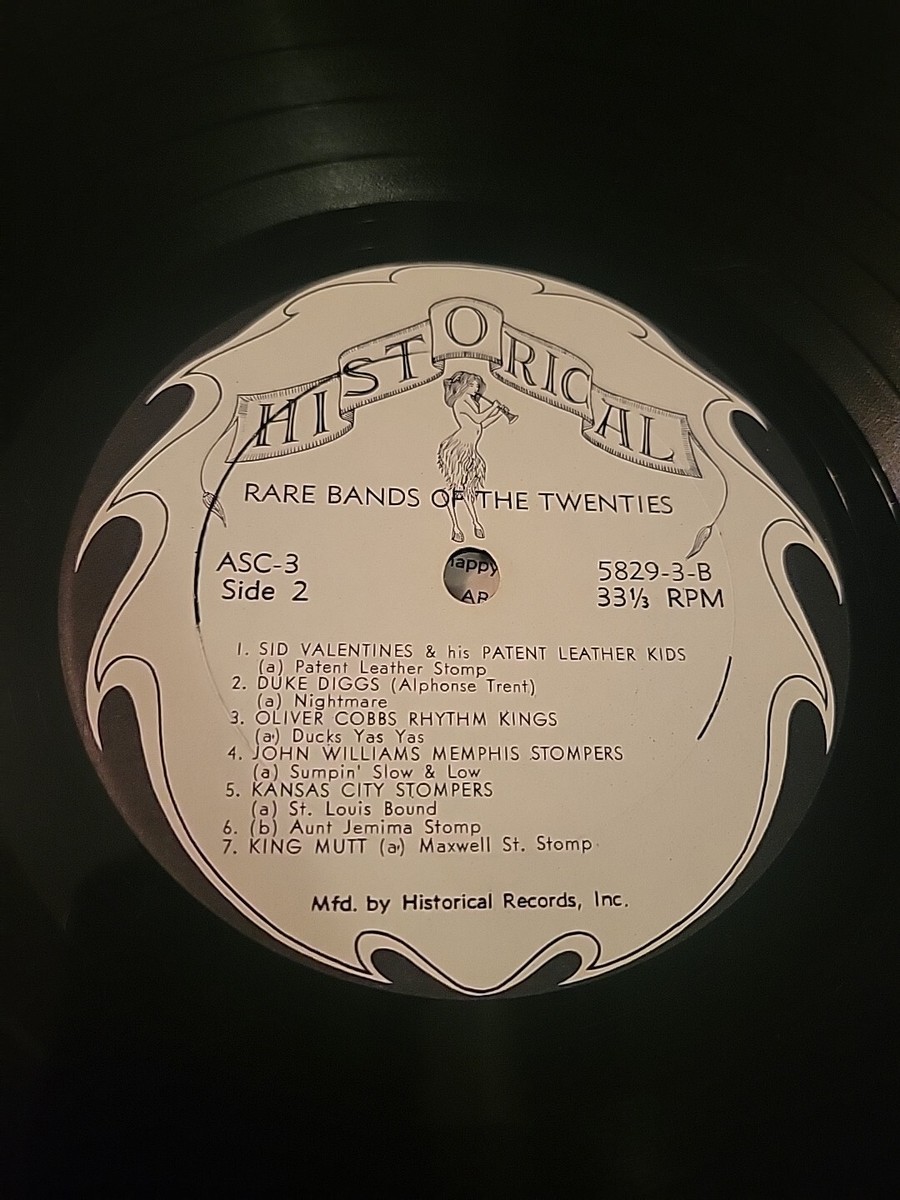 HISTORICAL
RARE BANDS OF THE TWENTIES
ASC-3
Side 2
5829-3-B
33⅓ RPM
happy
AR
1. SID VALENTINES & his PATENT LEATHER KIDS
(a) Patent Leather Stomp
2. DUKE DIGGS (Alphonse Trent)
(a) Nightmare
3. OLIVER COBBS RHYTHM KINGS
(a) Ducks Yas Yas
4. JOHN WILLIAMS MEMPHIS STOMPERS
(a) Sumpin' Slow & Low
5. KANSAS CITY STOMPERS
(a) St. Louis Bound
6. (b) Aunt Jemima Stomp
7. KING MUTT (a) Maxwell St. Stomp
Mfd. by Historical Records, Inc.